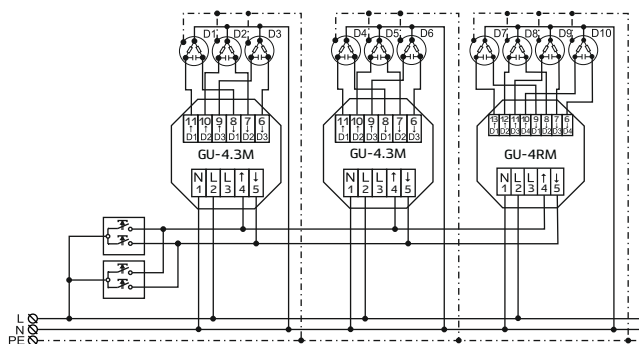 D1 D2 D3 D4 D5 D6 D7 D8 D9 D10
11 10 9 8 7 6 11 10 9 8 7 6 13 12 11 10 9 8 7 6
↑ ↑ ↑ ↓ ↓ ↓ ↑ ↑ ↑ ↓ ↓ ↓ ↑ ↑ ↑ ↑ ↓ ↓ ↓ ↓
D1 D2 D3 D1 D2 D3 D1 D2 D3 D1 D2 D3 D1 D2 D3 D4 D1 D2 D3 D4
GU-4.3M GU-4.3M GU-4RM
N L L ↑ ↓ N L L ↑ ↓ N L L ↑ ↓
1 2 3 4 5 1 2 3 4 5 1 2 3 4 5
L
N
PE